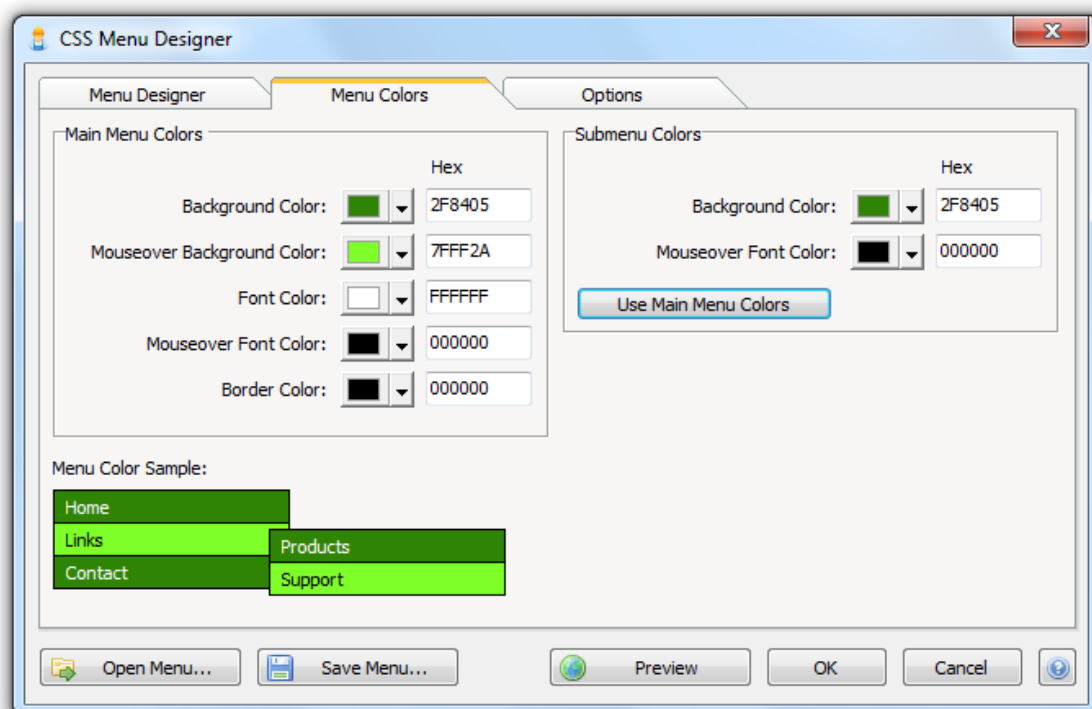 CSS Menu Designer
Menu Designer
Menu Colors
Options
Main Menu Colors
Hex
Background Color: 2F8405
Mouseover Background Color: 7FFF2A
Font Color: FFFFFF
Mouseover Font Color: 000000
Border Color: 000000
Submenu Colors
Hex
Background Color: 2F8405
Mouseover Font Color: 000000
Use Main Menu Colors
Menu Color Sample:
Home
Links
Contact
Products
Support
Open Menu...
Save Menu...
Preview
OK
Cancel
?